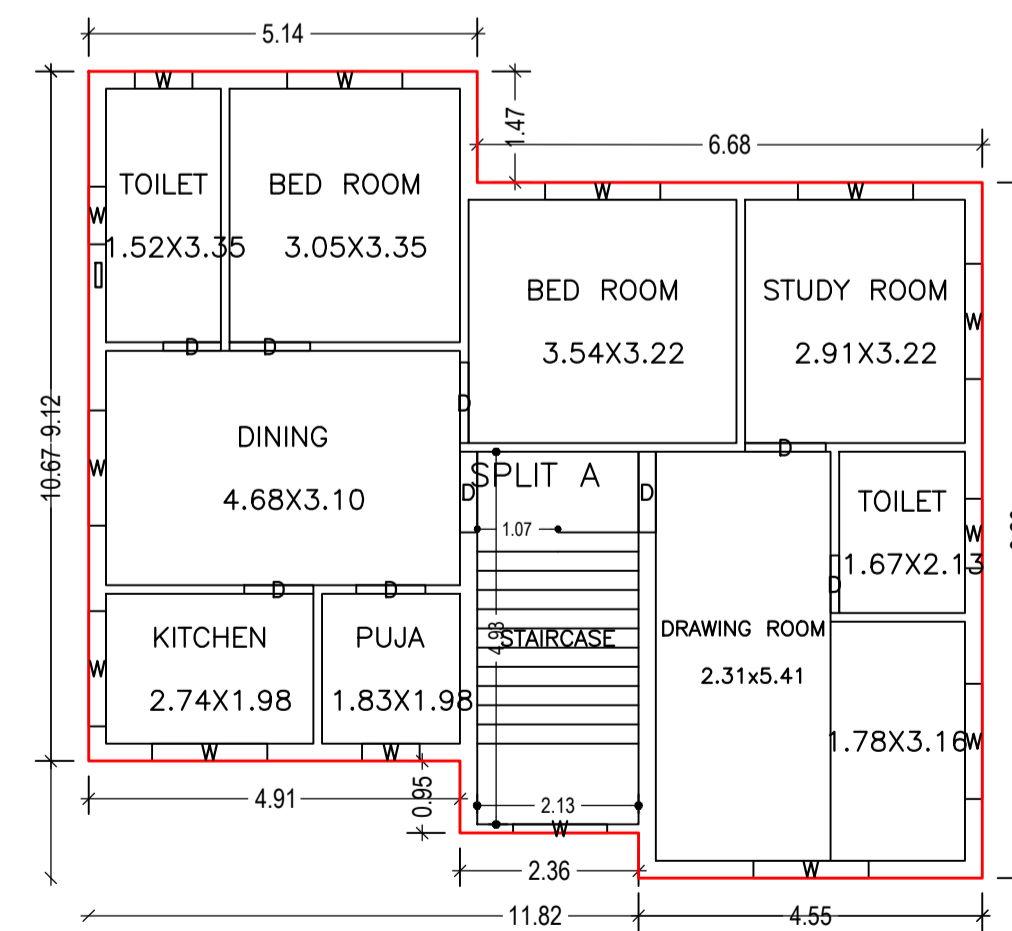 5.14
W
W
1.47
6.68
TOILET
1.52X3.35
BED ROOM
3.05X3.35
W
W
W
BED ROOM
3.54X3.22
STUDY ROOM
2.91X3.22
W
D
D
D
10.67
9.12
DINING
4.68X3.10
W
D
SPLIT A
D
D
1.07
TOILET
1.67X2.13
W
D
D
D
KITCHEN
2.74X1.98
PUJA
1.83X1.98
W
4.93
STAIRCASE
DRAWING ROOM
2.31x5.41
1.78X3.16
W
W
W
0.95
4.91
2.13
W
2.36
W
11.82
4.55